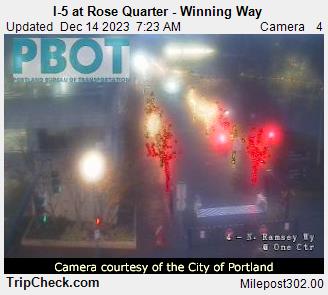 I-5 at Rose Quarter - Winning Way
Updated Dec 14 2023 7:23 AM Camera 4
PBOT
PORTLAND BUREAU OF TRANSPORTATION
4 - N. Ramsey Wy
@ One Ctr
Camera courtesy of the City of Portland
TripCheck.com Milepost302.00